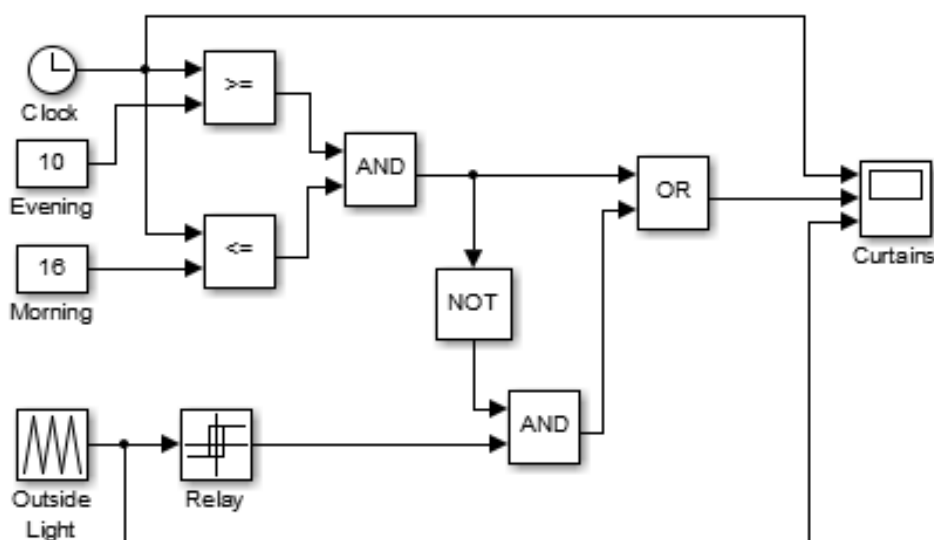 >=
Clock
10
AND
OR
Evening
<=
Curtains
16
NOT
Morning
AND
Outside
Light
Relay